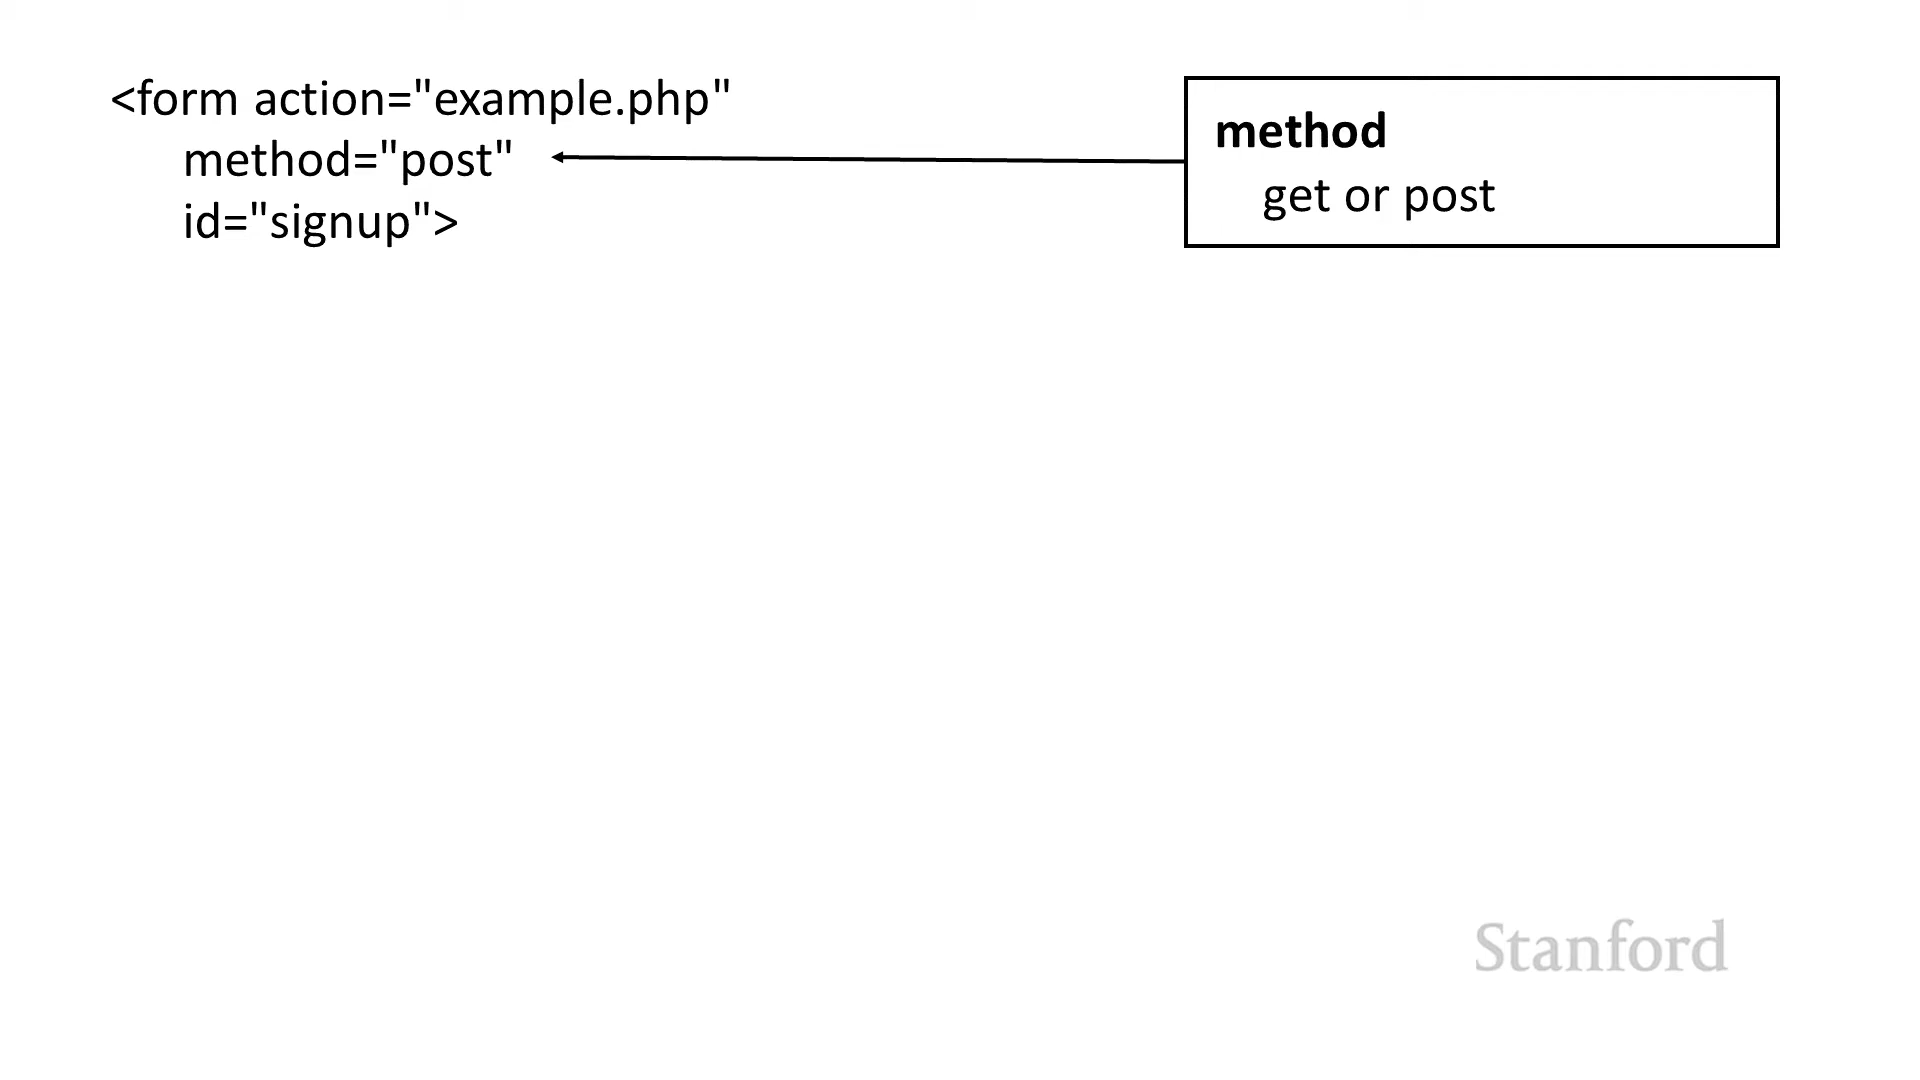 <form action="example.php"
method="post"
id="signup">
method
get or post
Stanford